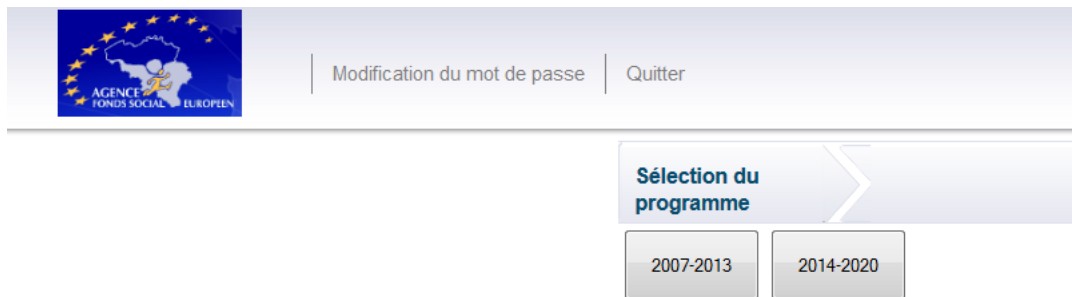 AGENCE
FONDS SOCIAL EUROPEEN
Modification du mot de passe
Quitter
Sélection du
programme
2007-2013
2014-2020